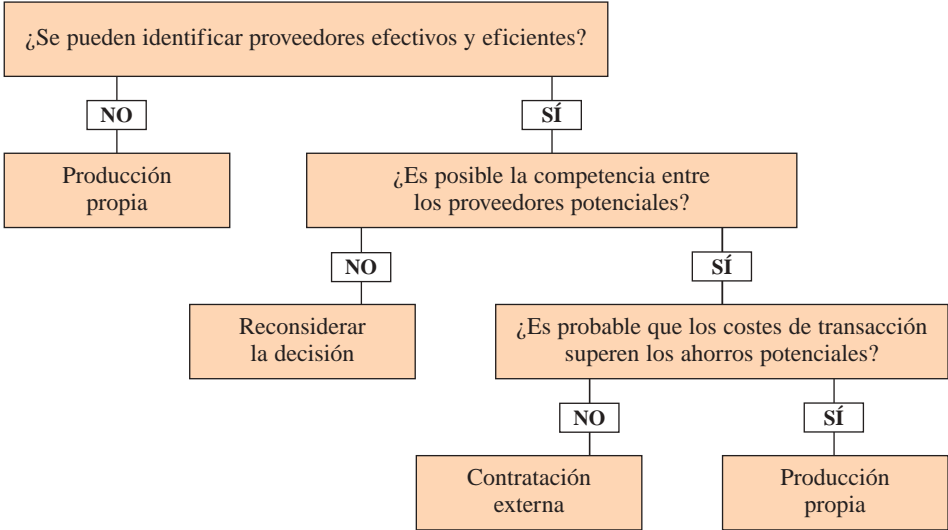 ¿Se pueden identificar proveedores efectivos y eficientes?
NO
SÍ
Producción
propia
¿Es posible la competencia entre
los proveedores potenciales?
NO
SÍ
Reconsiderar
la decisión
¿Es probable que los costes de transacción
superen los ahorros potenciales?
NO
SÍ
Contratación
externa
Producción
propia